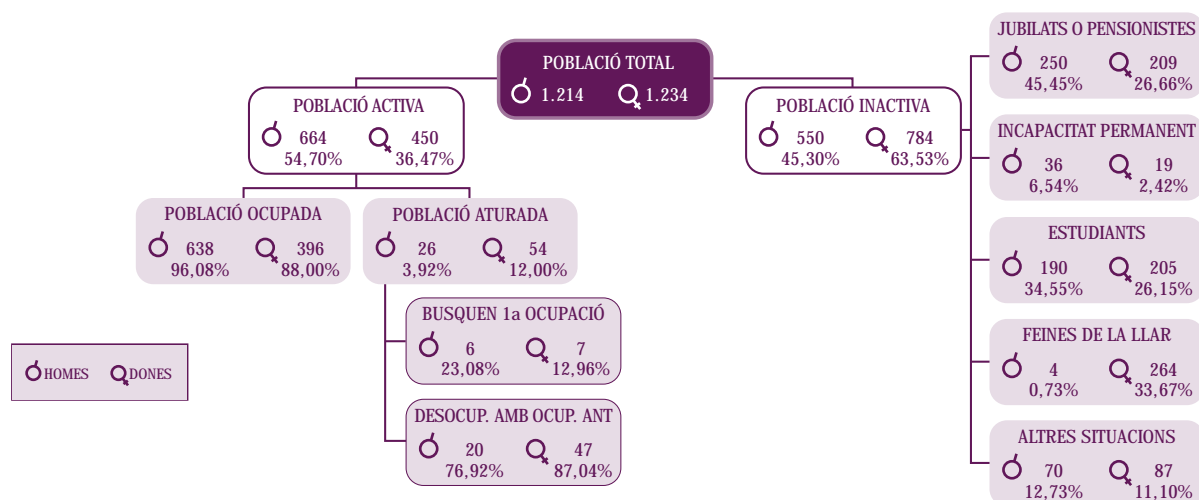 POBLACIÓ TOTAL
1.214 1.234
POBLACIÓ ACTIVA
664 450
54,70% 36,47%
POBLACIÓ INACTIVA
550 784
45,30% 63,53%
POBLACIÓ OCUPADA
638 396
96,08% 88,00%
POBLACIÓ ATURADA
26 54
3,92% 12,00%
BUSQUEN 1a OCUPACIÓ
6 7
23,08% 12,96%
DESOCUP. AMB OCUP. ANT
20 47
76,92% 87,04%
HOMES DONES
JUBILATS O PENSIONISTES
250 209
45,45% 26,66%
INCAPACITAT PERMANENT
36 19
6,54% 2,42%
ESTUDIANTS
190 205
34,55% 26,15%
FEINES DE LA LLAR
4 264
0,73% 33,67%
ALTRES SITUACIONS
70 87
12,73% 11,10%